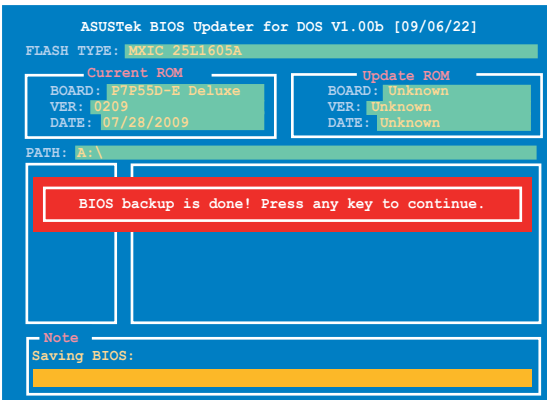 ASUSTek BIOS Updater for DOS V1.00b [09/06/22]
FLASH TYPE: MXIC 25L1605A
Current ROM
BOARD: P7P55D-E Deluxe
VER: 0209
DATE: 07/28/2009
Update ROM
BOARD: Unknown
VER: Unknown
DATE: Unknown
PATH: A:\
BIOS backup is done! Press any key to continue.
Note
Saving BIOS: